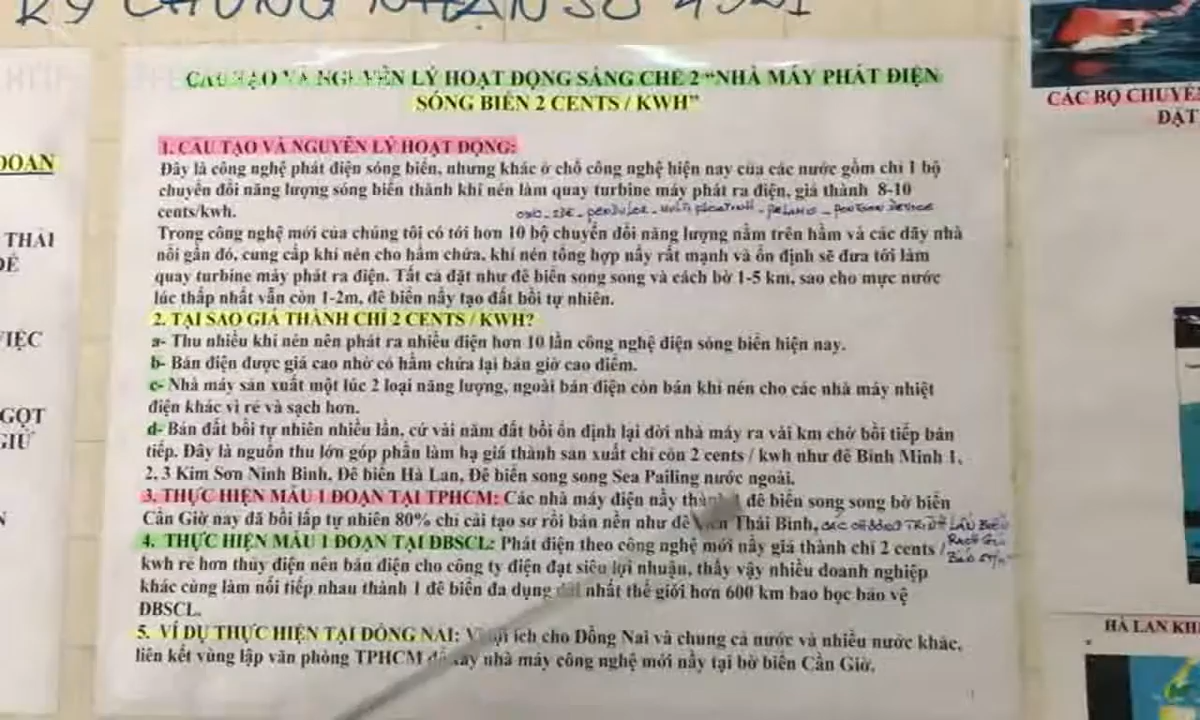 KÝ CHỨNG NHẬN SỐ
CẤU TẠO VÀ NGUYÊN LÝ HOẠT ĐỘNG SÁNG CHẾ 2 “NHÀ MÁY PHÁT ĐIỆN
SÓNG BIỂN 2 CENTS / KWH”
1. CẤU TẠO VÀ NGUYÊN LÝ HOẠT ĐỘNG:
Đây là công nghệ phát điện sóng biển, nhưng khác ở chỗ công nghệ hiện nay của các nước gồm chỉ 1 bộ
chuyển đổi năng lượng sóng biển thành khí nén làm quay turbine máy phát ra điện, giá thành 8-10
cents/kwh.
Trong công nghệ mới của chúng tôi có tới hơn 10 bộ chuyển đổi năng lượng nằm trên hầm và các dãy nhà
nổi gần đó, cung cấp khí nén cho hầm chứa, khí nén tổng hợp nầy rất mạnh và ổn định sẽ đưa tới làm
quay turbine máy phát ra điện. Tất cả đặt như đê biển song song và cách bờ 1-5 km, sao cho mực nước
lúc thấp nhất vẫn còn 1-2m, đê biển nầy tạo đất bồi tự nhiên.
2. TẠI SAO GIÁ THÀNH CHỈ 2 CENTS / KWH?
a- Thu nhiều khí nén nên phát ra nhiều điện hơn 10 lần công nghệ điện sóng biển hiện nay.
b- Bán điện được giá cao nhờ có hầm chứa lại bán giờ cao điểm.
c- Nhà máy sản xuất một lúc 2 loại năng lượng, ngoài bán điện còn bán khí nén cho các nhà máy nhiệt
điện khác vì rẻ và sạch hơn.
d- Bán đất bồi tự nhiên nhiều lần, cứ vài năm đất bồi ổn định lại dời nhà máy ra vài km chờ bồi tiếp bán
tiếp. Đây là nguồn thu lớn góp phần làm hạ giá thành sản xuất chỉ còn 2 cents / kwh như đê Bình Minh 1,
2, 3 Kim Sơn Ninh Bình, Đê biển Hà Lan, Đê biển song song Sea Pailing nước ngoài.
3. THỰC HIỆN MẪU 1 ĐOẠN TẠI TPHCM: Các nhà máy điện nầy thành 1 đê biển song song bờ biển
Cần Giờ nay đã bồi lấp tự nhiên 80% chỉ cải tạo sơ rồi bán nền như đê Thái Bình, LẤN BIỂN
4. THỰC HIỆN MẪU 1 ĐOẠN TẠI ĐBSCL: Phát điện theo công nghệ mới nầy giá thành chỉ 2 cents /
kwh rẻ hơn thủy điện nên bán điện cho công ty điện đạt siêu lợi nhuận, thấy vậy nhiều doanh nghiệp
khác cùng làm nối tiếp nhau thành 1 đê biển đa dụng nhất thế giới hơn 600 km bao bọc bảo vệ
ĐBSCL.
5. VÍ DỤ THỰC HIỆN TẠI ĐỒNG NAI: ích cho Đồng Nai và chung cả nước và nhiều nước khác,
liên kết vùng lập văn phòng TPHCM nhà máy công nghệ mới nầy tại bờ biển Cần Giờ.
ĐOẠN
THÁI
ĐỂ
VIỆC
NGỌT
GIỮ
CÁC BỘ CHUYỂN
ĐẶT
HÀ LAN